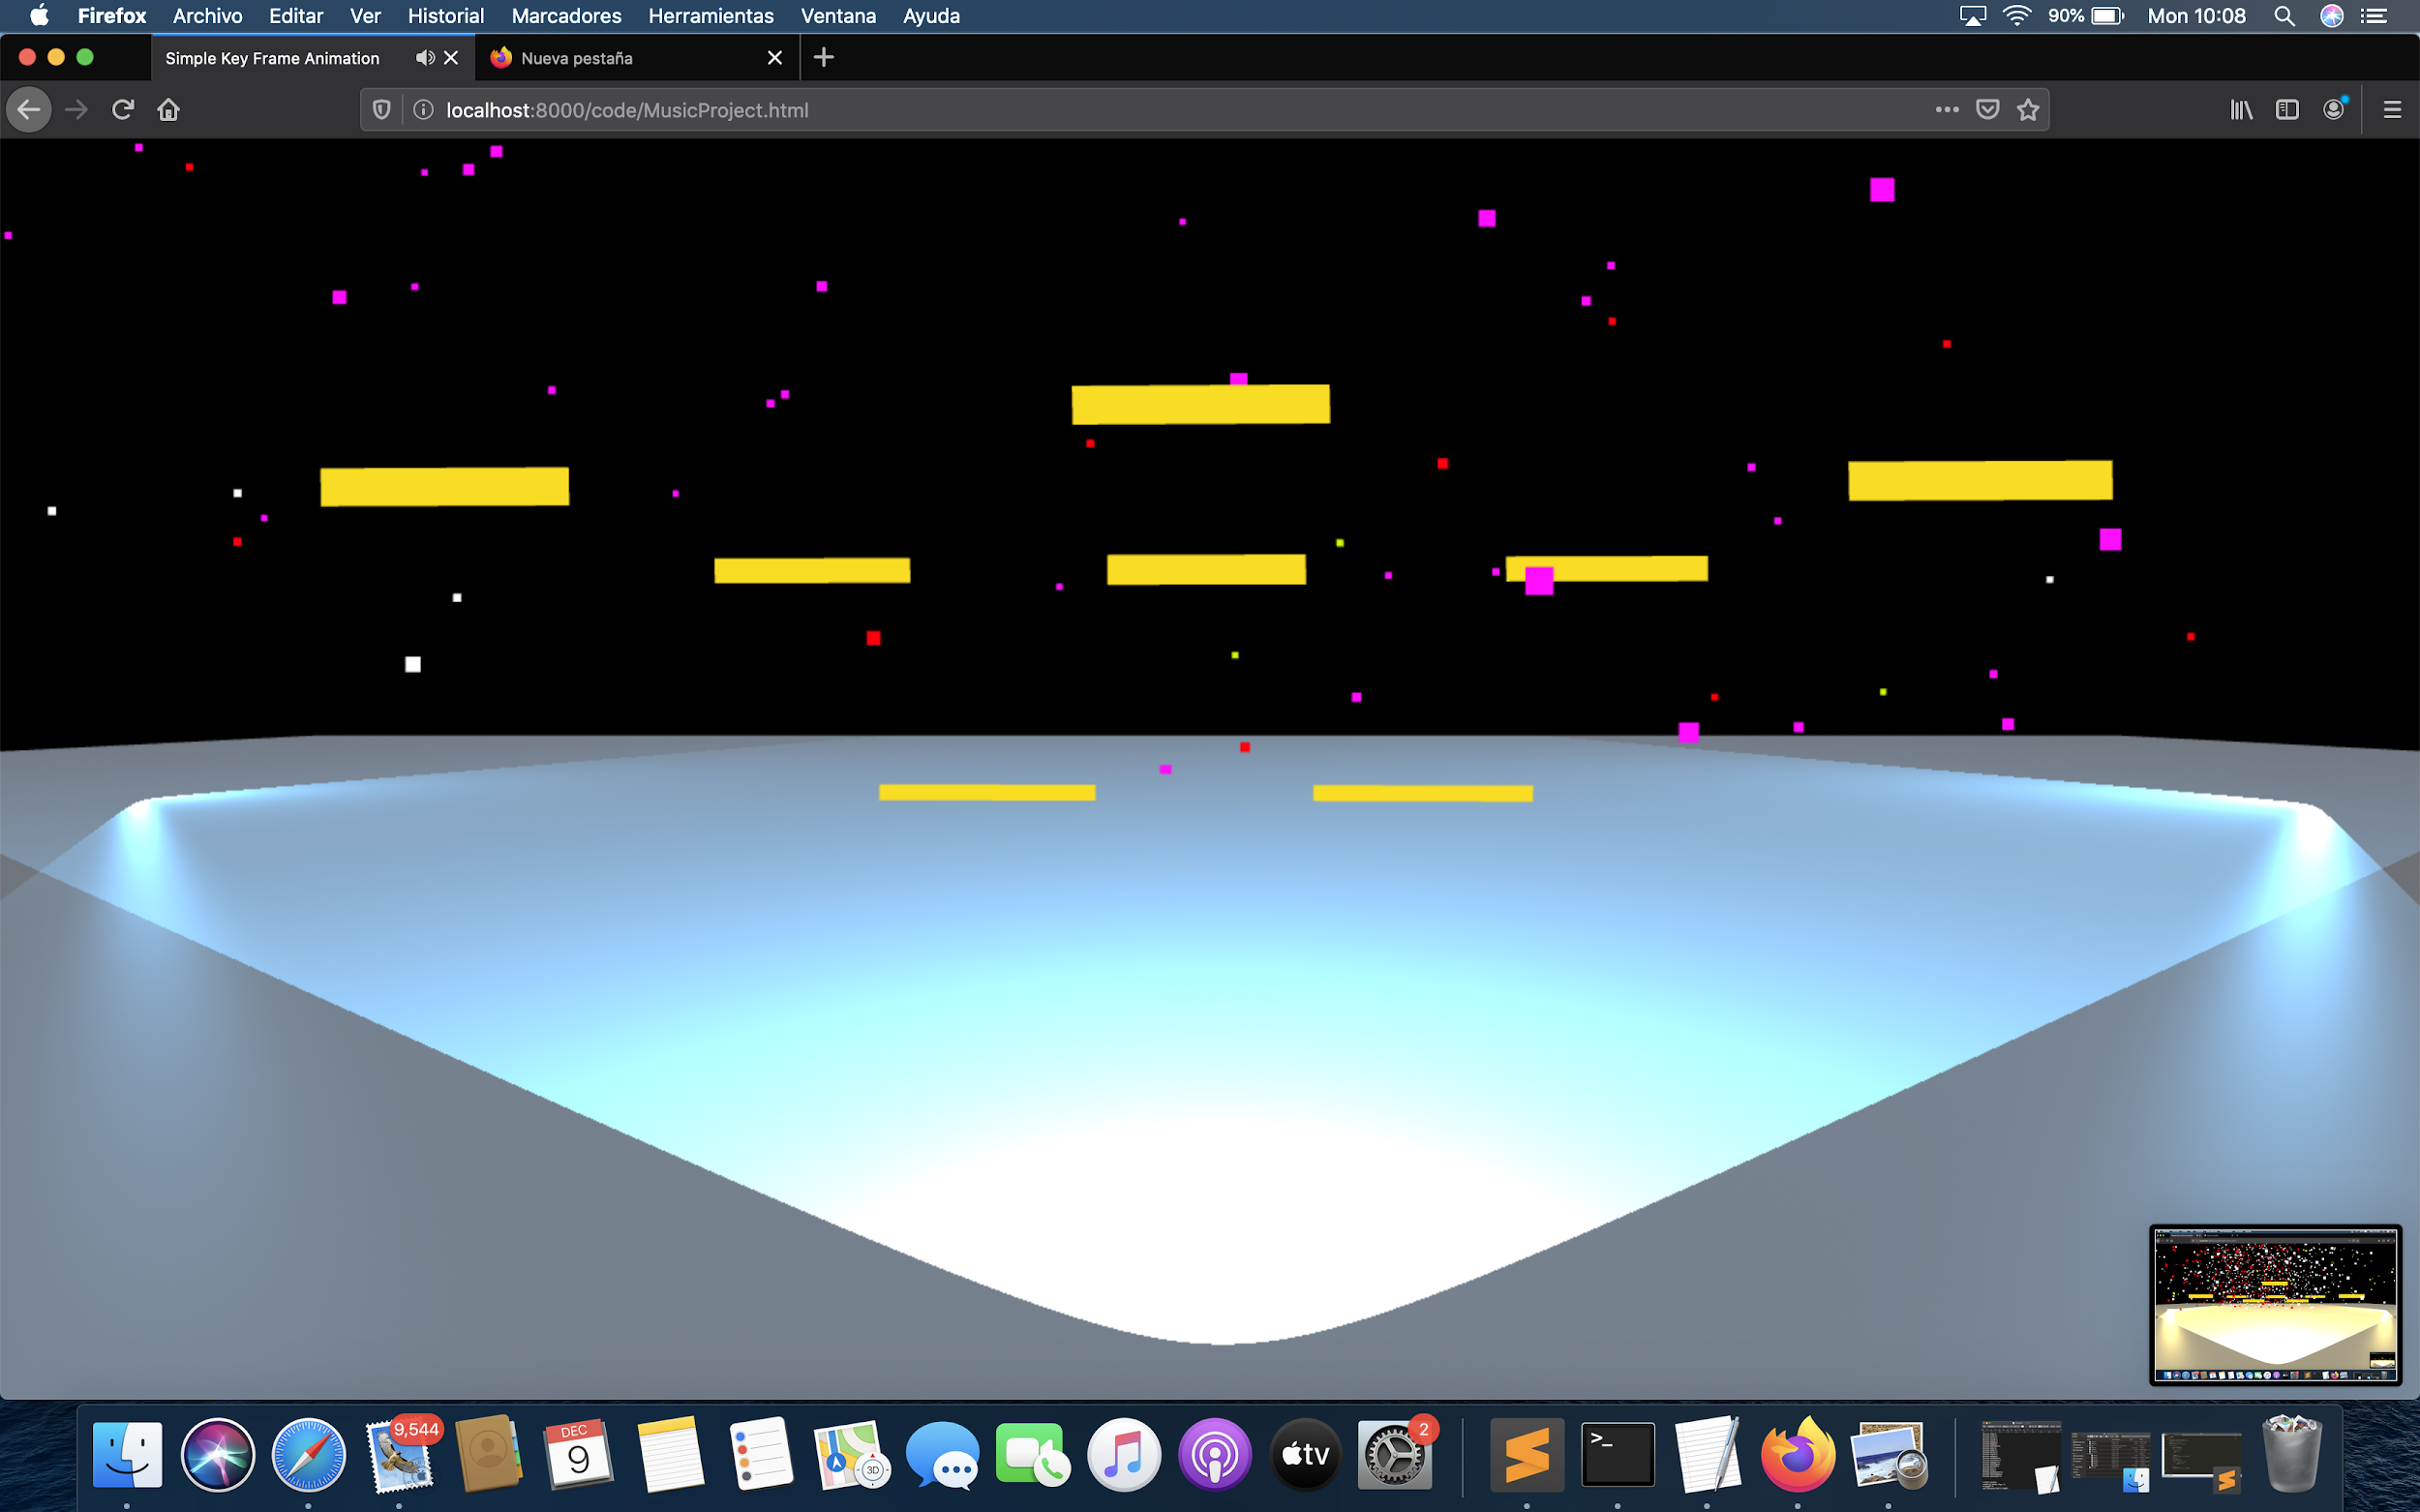 Firefox Archivo Editar Ver Historial Marcadores Herramientas Ventana Ayuda 90% Mon 10:08
Simple Key Frame Animation Nueva pestaña
localhost:8000/code/MusicProject.html
9,544
DEC
9
3D
tv
2
>_